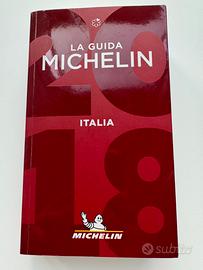 LA GUIDA
MICHELIN
2018
ITALIA
MICHELIN
subito